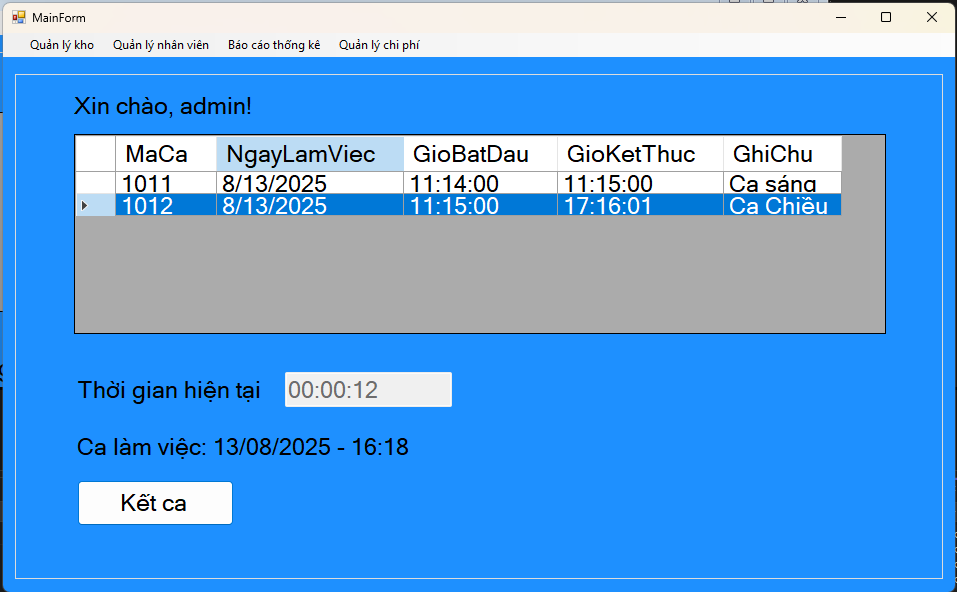 MainForm
Quản lý kho Quản lý nhân viên Báo cáo thống kê Quản lý chi phí
Xin chào, admin!
MaCa NgayLamViec GioBatDau GioKetThuc GhiChu
1011 8/13/2025 11:14:00 11:15:00 Ca sáng
1012 8/13/2025 11:15:00 17:16:01 Ca Chiều
Thời gian hiện tại 00:00:12
Ca làm việc: 13/08/2025 - 16:18
Kết ca